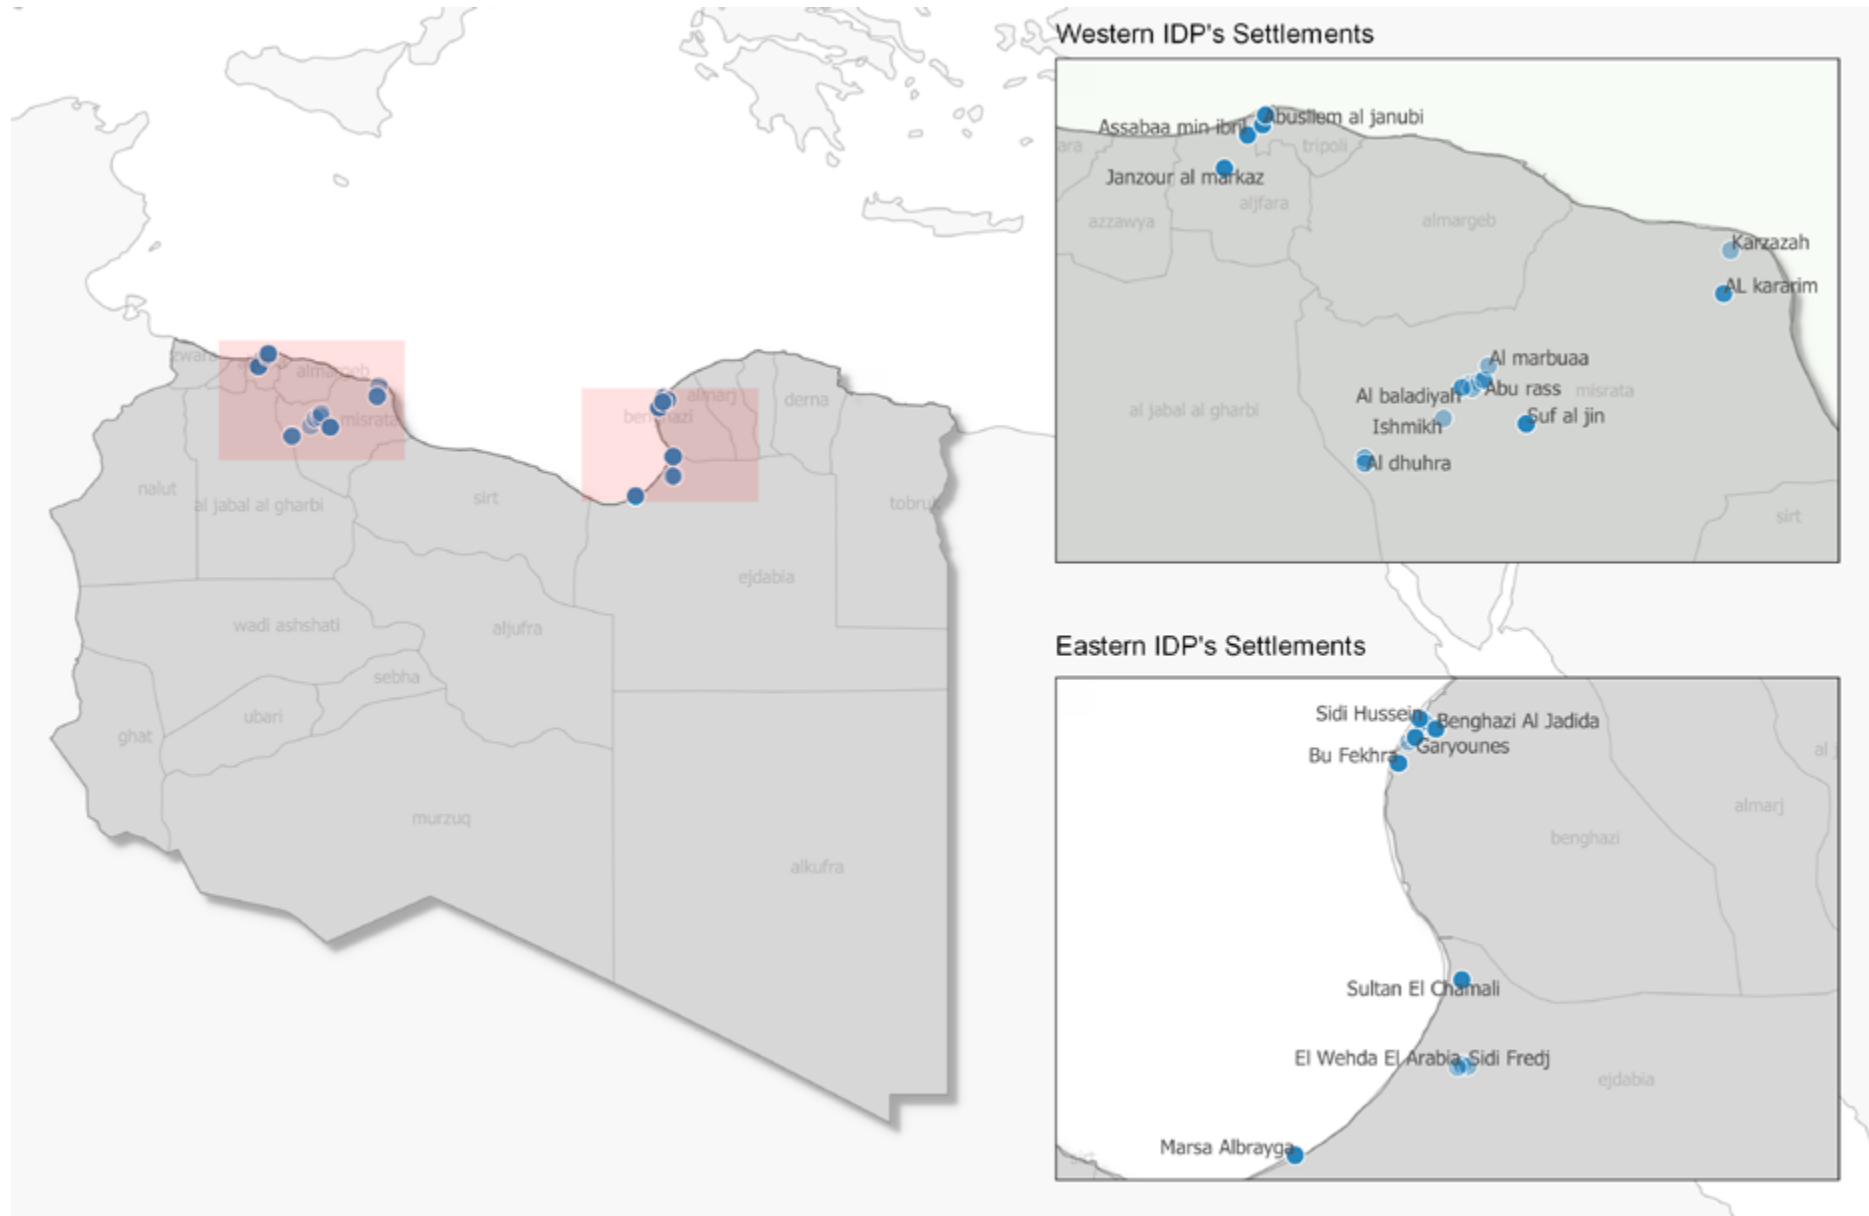 Western IDP's Settlements
Abusliem al janubi
Assabaa min ibril
tripoli
ara
Janzour al markaz
aljfara
azzawya
almargeb
Karzazah
AL kararim
Al marbuaa
Abu rass
Al baladiyah
misrata
al jabal al gharbi
Suf al jin
Ishmikh
Al dhuhra
sirt
zwara
almargeb
misrata
almarj
derna
benghazi
nalut
al jabal al gharbi
sirt
tobruk
ejdabia
wadi ashshati
aljufra
sebha
ubari
ghat
murzuq
alkufra
Eastern IDP's Settlements
Sidi Hussein
Benghazi Al Jadida
Garyounes
Bu Fekhra
al j
almarj
benghazi
Sultan El Chamali
El Wehda El Arabia
Sidi Fredj
ejdabia
Marsa Albrayga
sirt